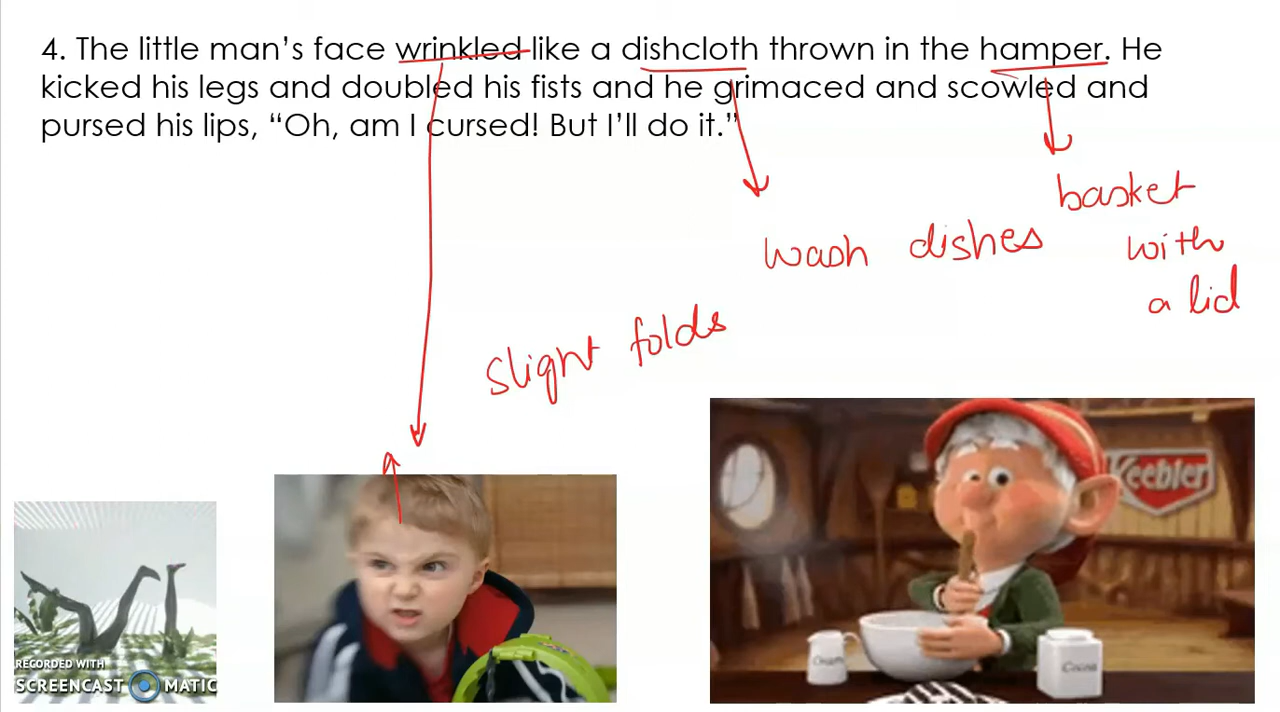 4. The little man's face wrinkled like a dishcloth thrown in the hamper. He
kicked his legs and doubled his fists and he grimaced and scowled and
pursed his lips, “Oh, am I cursed! But I'll do it.”
basket
with
a lid
wash dishes
slight folds
Keebler
Cream
Cocoa
RECORDED WITH
SCREENCAST MATIC